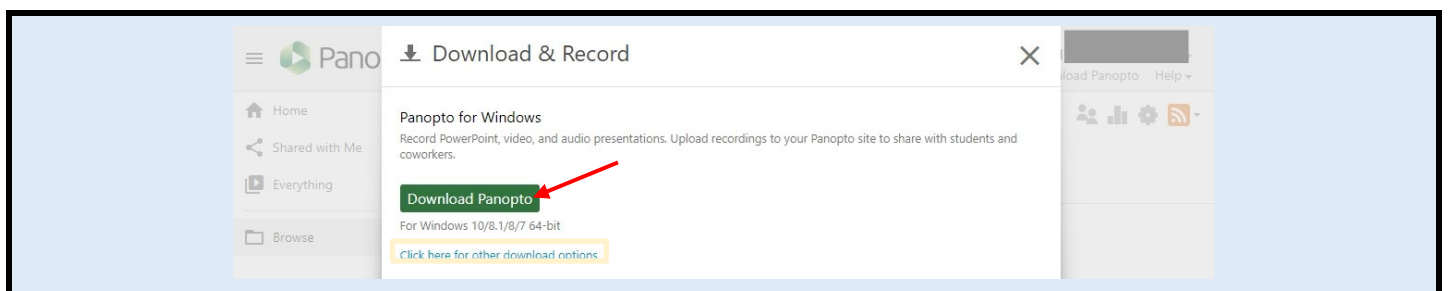 Pano
Download & Record
Panopto Help
Home
Panopto for Windows
Record PowerPoint, video, and audio presentations. Upload recordings to your Panopto site to share with students and
coworkers.
Shared with Me
Everything
Download Panopto
For Windows 10/8.1/8/7 64-bit
Browse
Click here for other download options